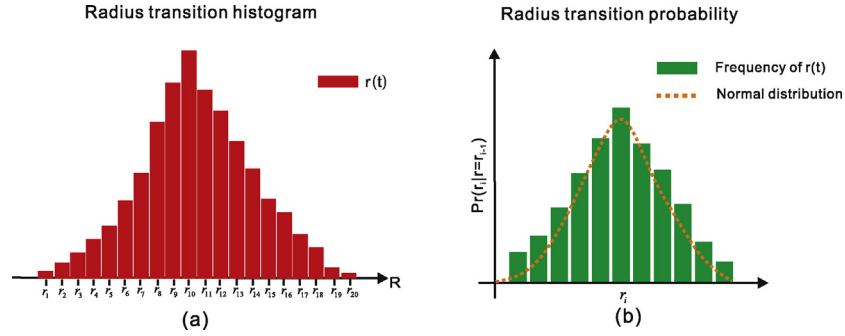 Radius transition histogram
r(t)
R
r1 r2 r3 r4 r5 r6 r7 r8 r9 r10 r11 r12 r13 r14 r15 r16 r17 r18 r19 r20
(a)
Radius transition probability
Frequency of r(t)
Normal distribution
Pr(ri|r=ri-1)
ri
(b)